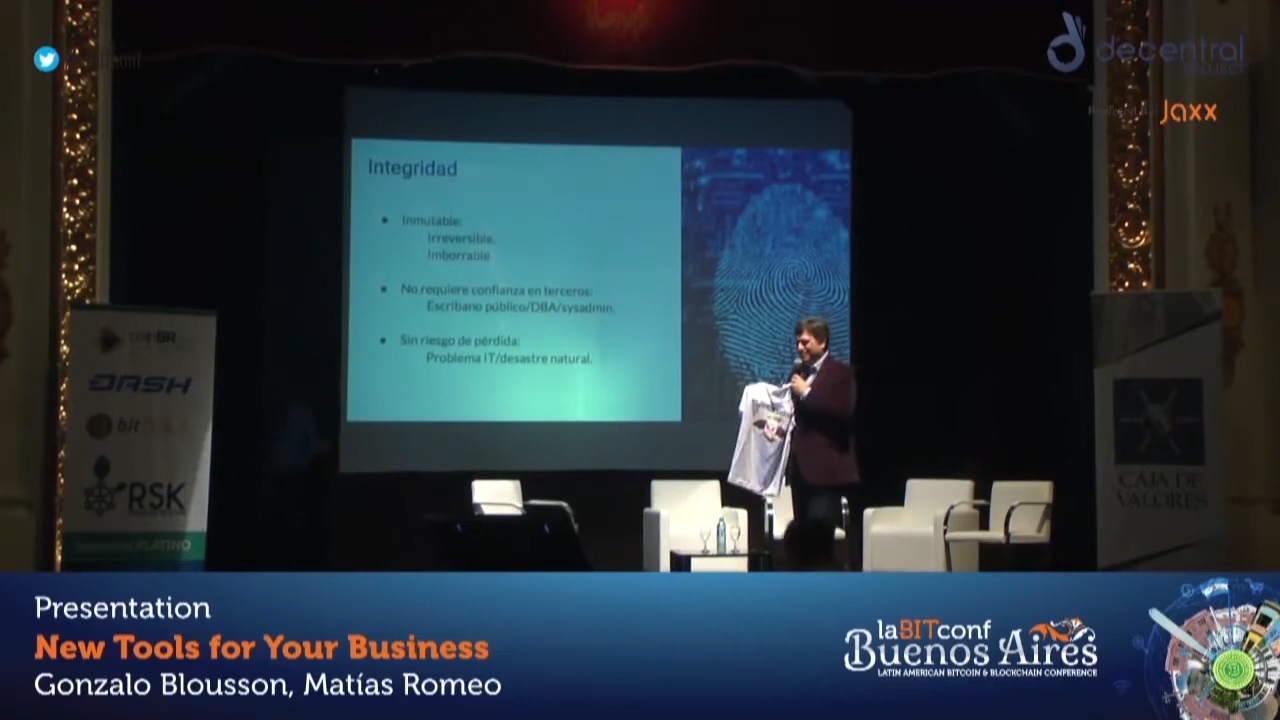 decentral
Jaxx
Integridad
Inmutable:
Irreversible.
Imborrable
No requiere confianza en terceros:
Escribano público/DBA/sysadmin.
Sin riesgo de pérdida:
Problema IT/desastre natural.
DASH
bit
RSK
PLATINO
CAJA DE
VALORES
Presentation
New Tools for Your Business
Gonzalo Blousson, Matías Romeo
laBITconf
Buenos Aires
LATIN AMERICAN BITCOIN & BLOCKCHAIN CONFERENCE